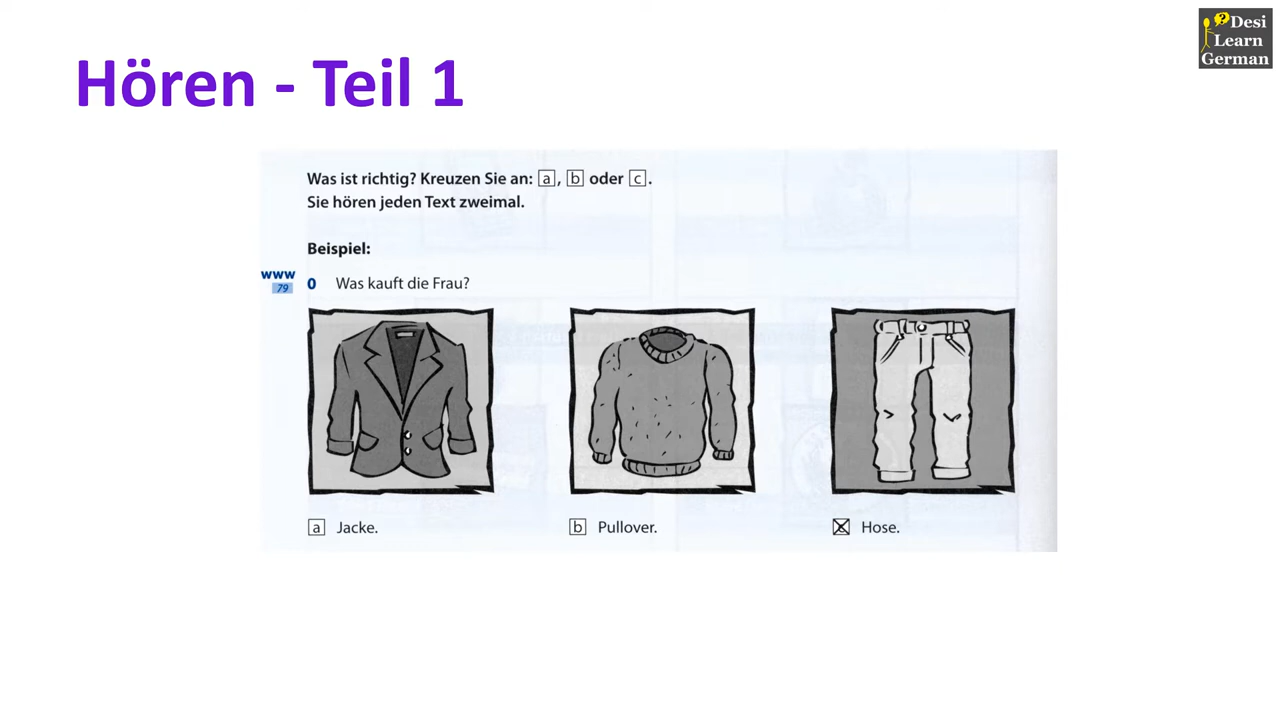 Desi
Learn
German
Hören - Teil 1
Was ist richtig? Kreuzen Sie an: a, b oder c.
Sie hören jeden Text zweimal.
Beispiel:
www
79
0 Was kauft die Frau?
a Jacke.
b Pullover.
Hose.